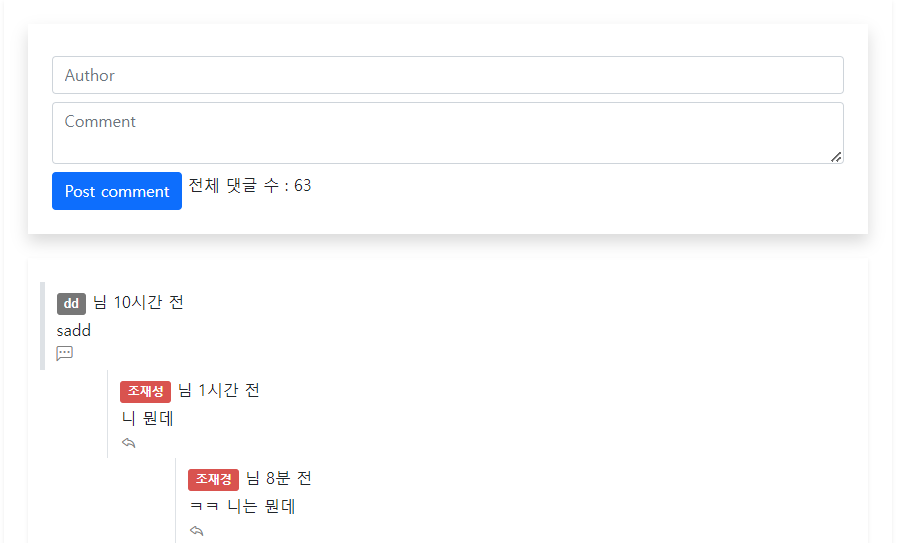 Author
Comment
Post comment 전체 댓글 수 : 63
dd 님 10시간 전
sadd
조재성 님 1시간 전
니 뭔데
조재경 님 8분 전
ㅋㅋ 니는 뭔데